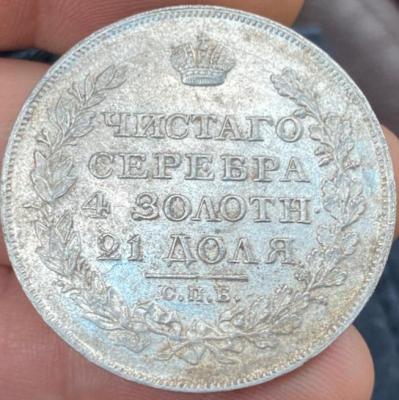 ЧИСТАГО
СЕРЕБРА
4 ЗОЛОТН
21 ДОЛЯ
С.П.Б.